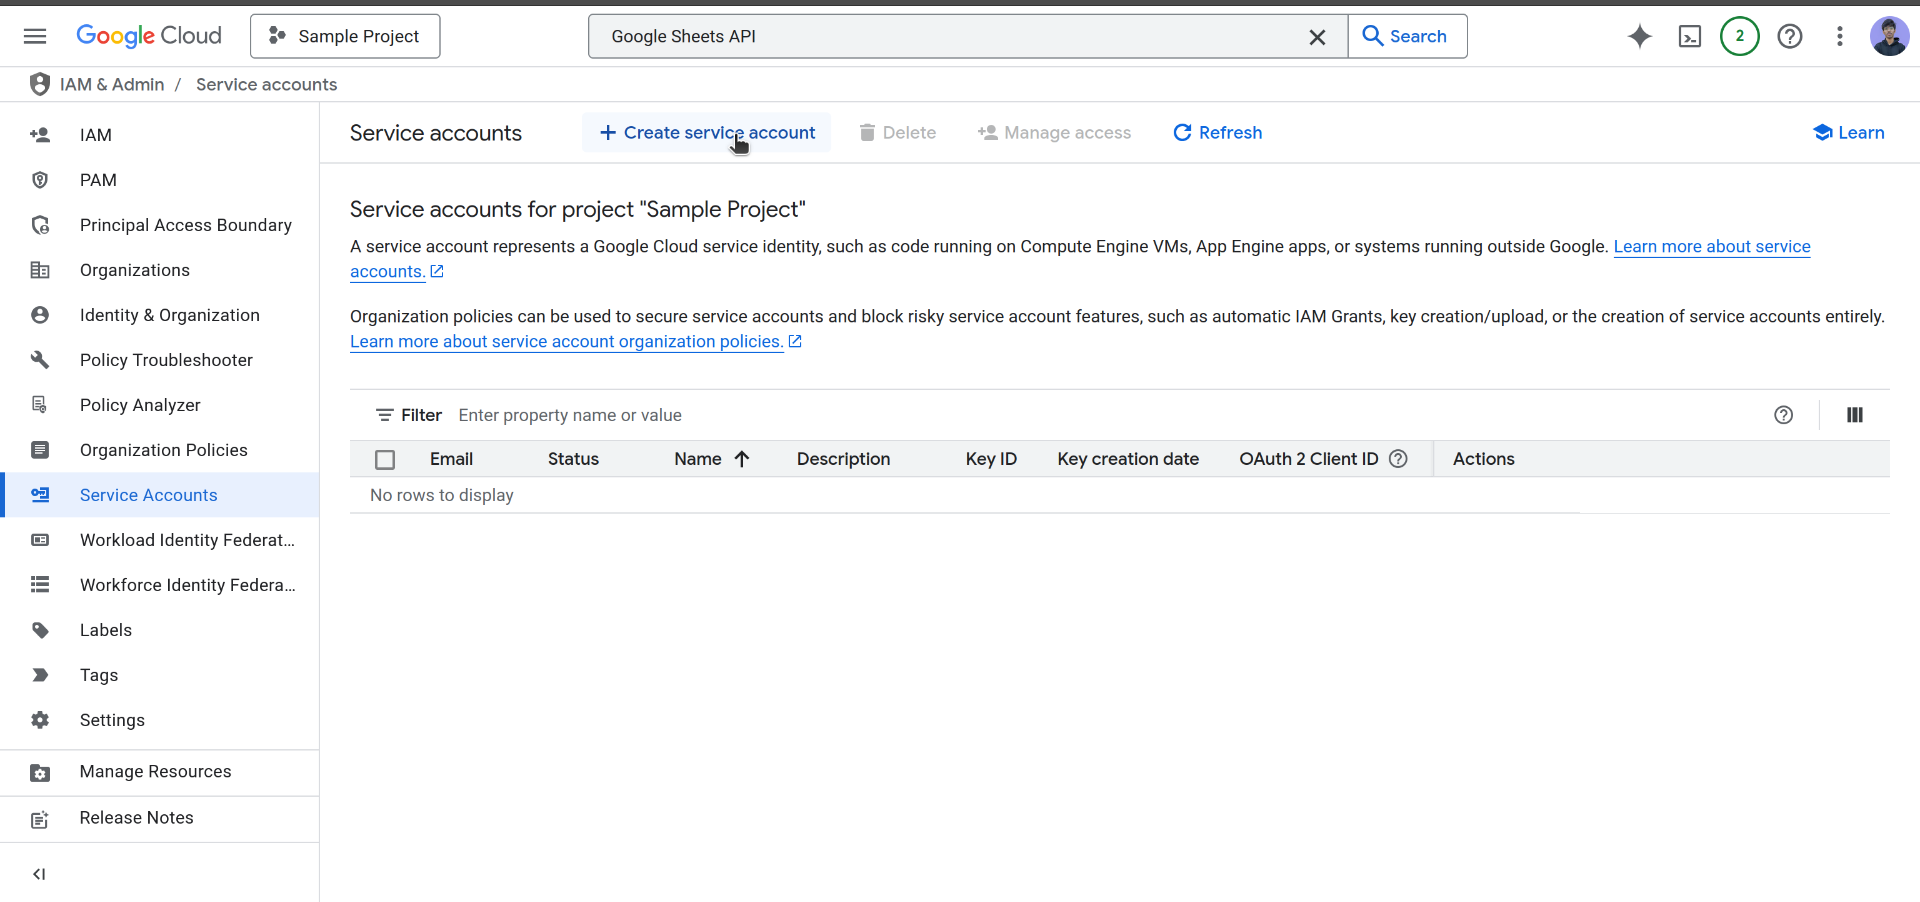 Google Cloud
Sample Project
Google Sheets API
Search
2
IAM & Admin / Service accounts
IAM
PAM
Principal Access Boundary
Organizations
Identity & Organization
Policy Troubleshooter
Policy Analyzer
Organization Policies
Service Accounts
Workload Identity Federat...
Workforce Identity Federa...
Labels
Tags
Settings
Manage Resources
Release Notes
Service accounts
Create service account
Delete
Manage access
Refresh
Learn
Service accounts for project "Sample Project"
A service account represents a Google Cloud service identity, such as code running on Compute Engine VMs, App Engine apps, or systems running outside Google. Learn more about service
accounts.
Organization policies can be used to secure service accounts and block risky service account features, such as automatic IAM Grants, key creation/upload, or the creation of service accounts entirely.
Learn more about service account organization policies.
Filter Enter property name or value
Email Status Name Description Key ID Key creation date OAuth 2 Client ID Actions
No rows to display